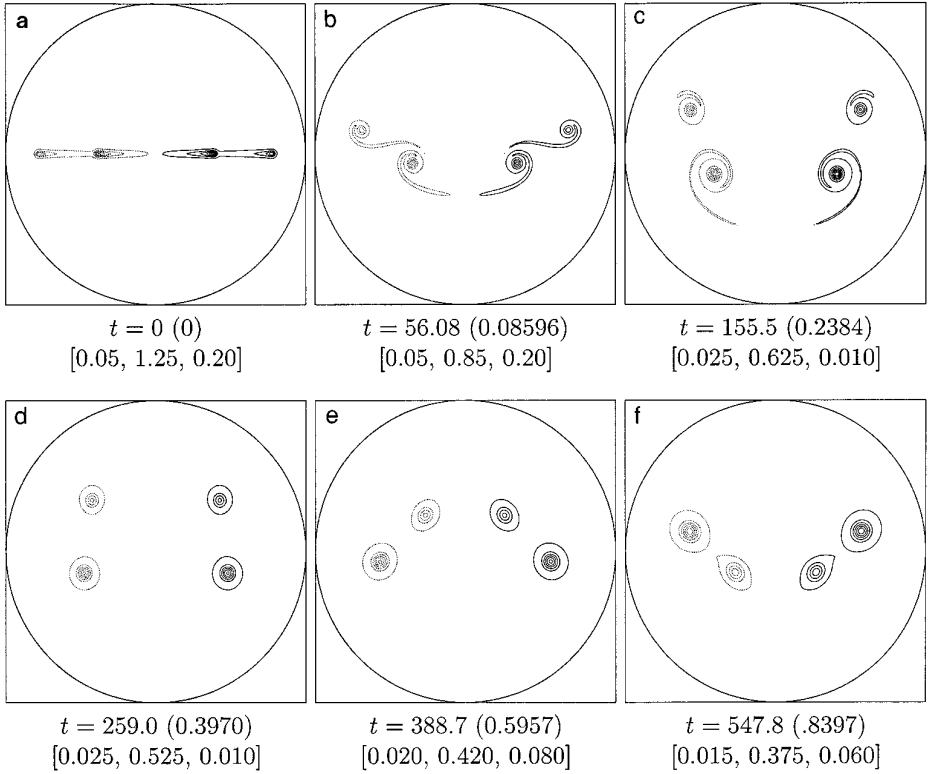 a
b
c
t = 0 (0)
[0.05, 1.25, 0.20]
t = 56.08 (0.08596)
[0.05, 0.85, 0.20]
t = 155.5 (0.2384)
[0.025, 0.625, 0.010]
d
e
f
t = 259.0 (0.3970)
[0.025, 0.525, 0.010]
t = 388.7 (0.5957)
[0.020, 0.420, 0.080]
t = 547.8 (.8397)
[0.015, 0.375, 0.060]